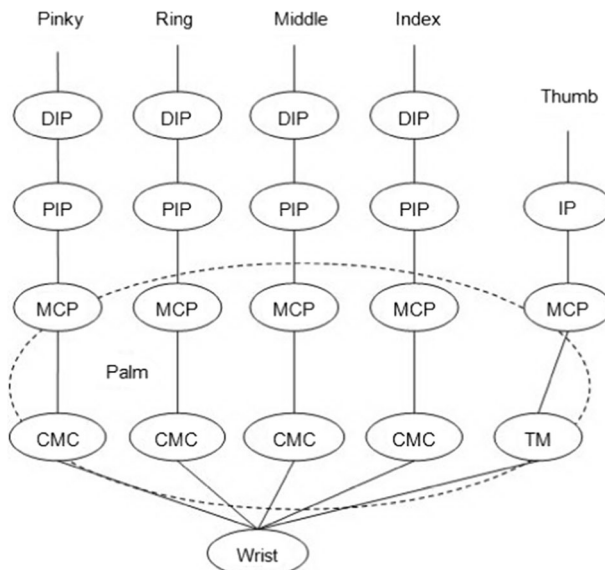 Pinky Ring Middle Index
Thumb
DIP DIP DIP DIP
PIP PIP PIP PIP IP
MCP MCP MCP MCP MCP
Palm
CMC CMC CMC CMC TM
Wrist